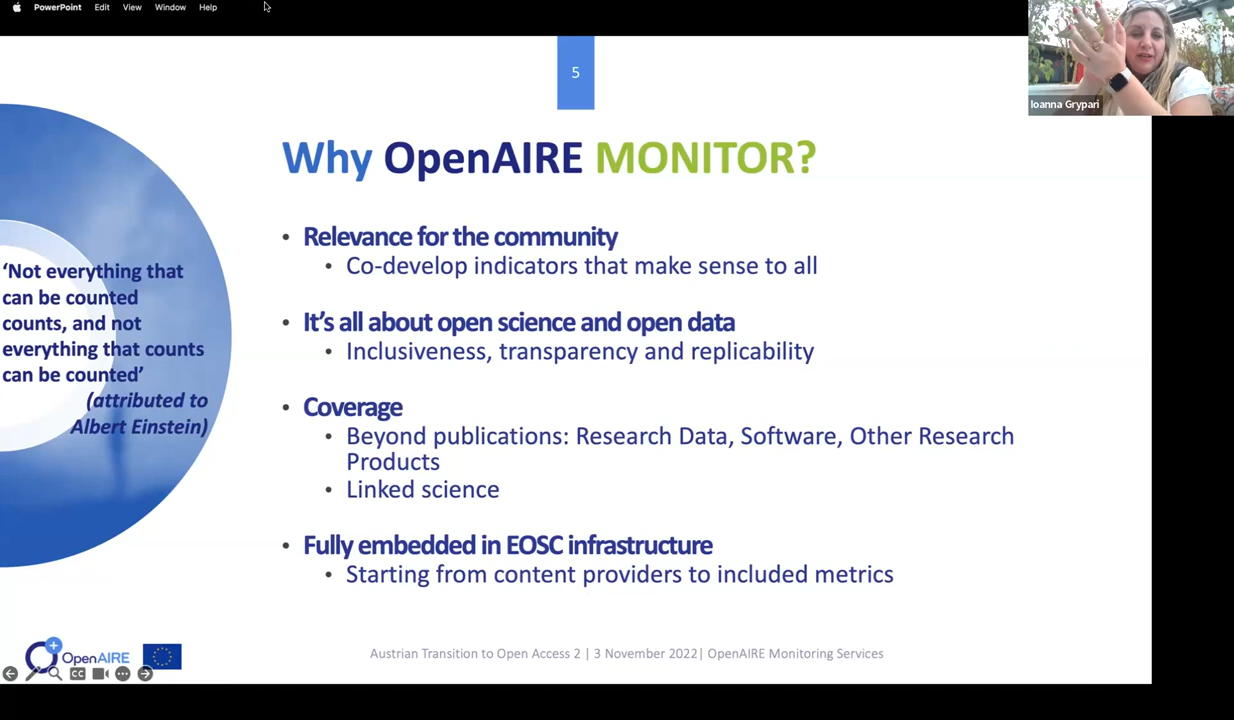 PowerPoint Edit View Window Help
5
Ioanna Grypari
Why OpenAIRE MONITOR?
‘Not everything that
can be counted
counts, and not
everything that counts
can be counted’
(attributed to
Albert Einstein)
• Relevance for the community
• Co-develop indicators that make sense to all
• It’s all about open science and open data
• Inclusiveness, transparency and replicability
• Coverage
• Beyond publications: Research Data, Software, Other Research
Products
• Linked science
• Fully embedded in EOSC infrastructure
• Starting from content providers to included metrics
OpenAIRE
CC
Austrian Transition to Open Access 2 | 3 November 2022| OpenAIRE Monitoring Services